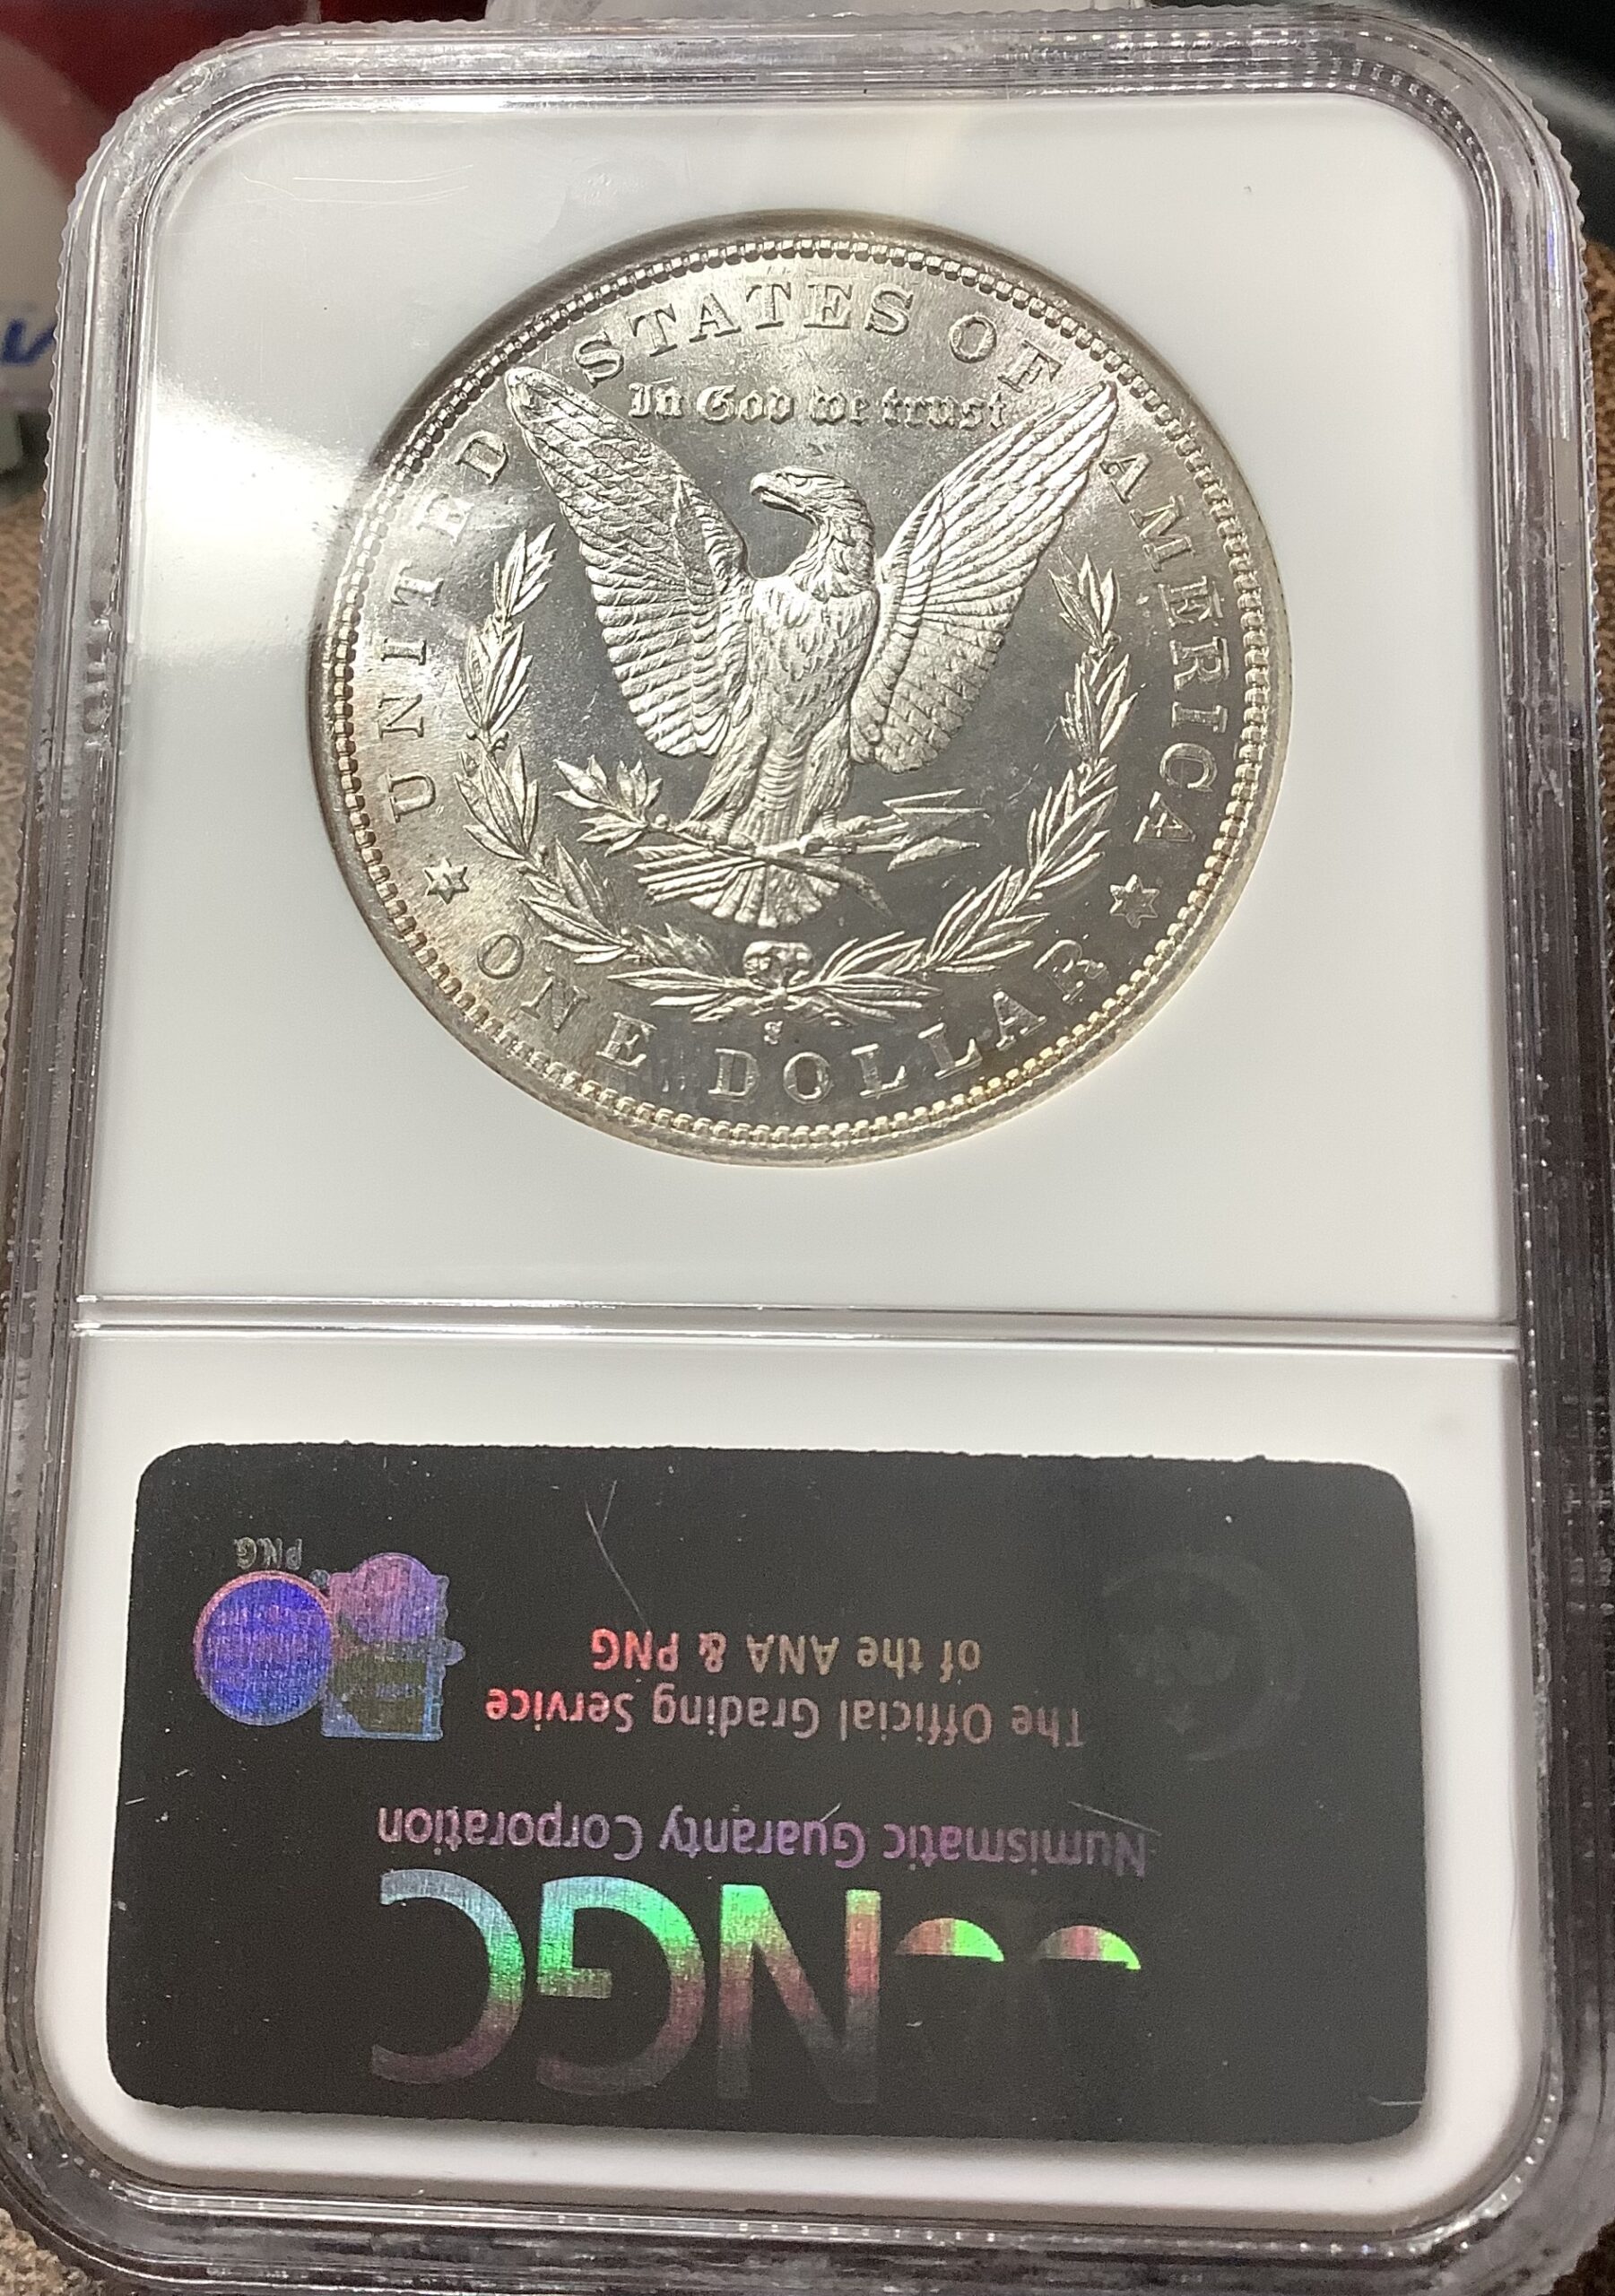 UNITED STATES OF AMERICA
In God we trust
S
ONE DOLLAR
NGC
Numismatic Guaranty Corporation
The Official Grading Service
of the ANA & PNG
PNG